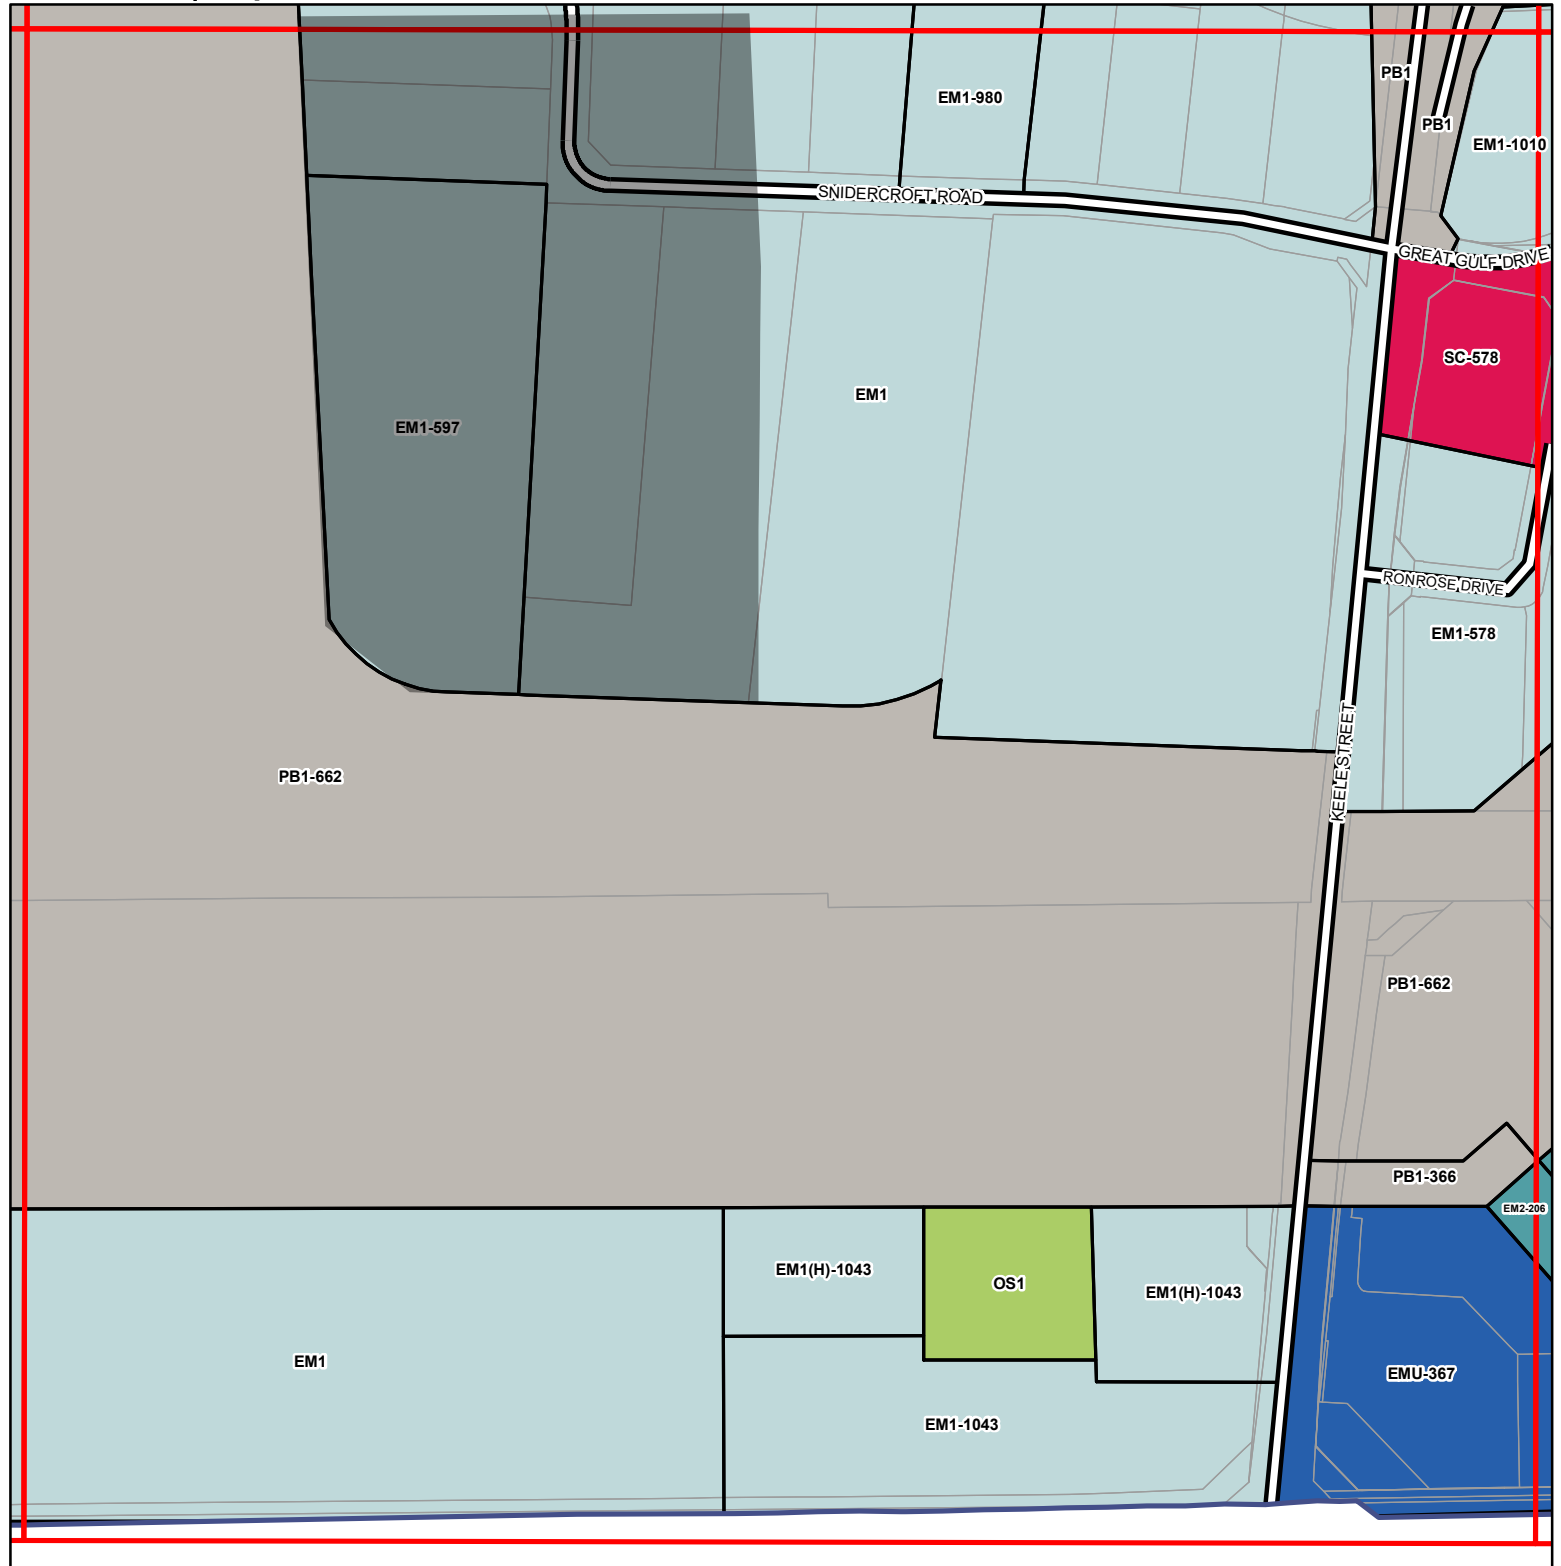 PB1
EM1-980
PB1
EM1-1010
SNIDERCROFT ROAD
GREAT GULF DRIVE
SC-578
EM1
EM1-597
RONROSE DRIVE
EM1-578
KEELE STREET
PB1-662
PB1-662
PB1-366
EM2-206
EM1(H)-1043
OS1
EM1(H)-1043
EM1
EMU-367
EM1-1043